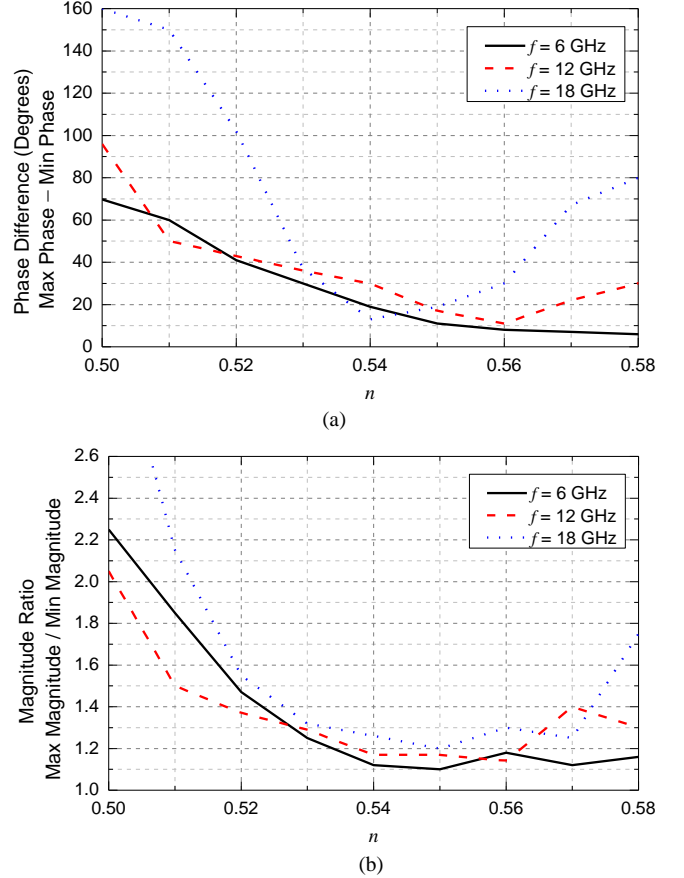 160
140
120
100
80
60
40
20
0
Phase Difference (Degrees)
Max Phase − Min Phase
f = 6 GHz
f = 12 GHz
f = 18 GHz
0.50
0.52
0.54
0.56
0.58
n
(a)
2.6
2.4
2.2
2.0
1.8
1.6
1.4
1.2
1.0
Magnitude Ratio
Max Magnitude / Min Magnitude
f = 6 GHz
f = 12 GHz
f = 18 GHz
0.50
0.52
0.54
0.56
0.58
n
(b)